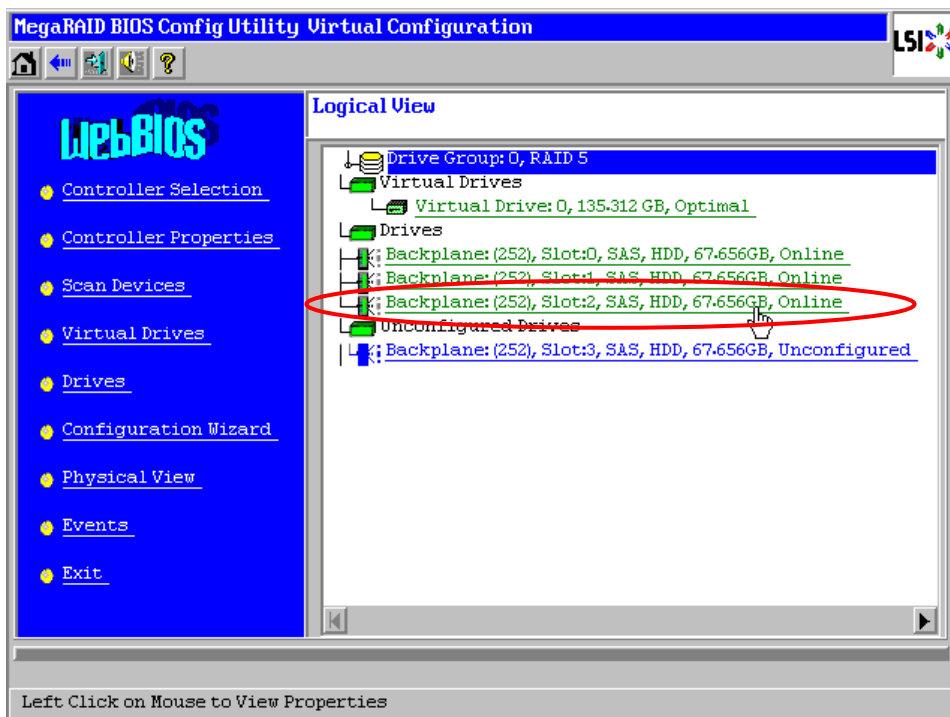 MegaRAID BIOS Config Utility Virtual Configuration
LSI
WebBIOS
Controller Selection
Controller Properties
Scan Devices
Virtual Drives
Drives
Configuration Wizard
Physical View
Events
Exit
Logical View
Drive Group: 0, RAID 5
Virtual Drives
Virtual Drive: 0, 135.312 GB, Optimal
Drives
Backplane: (252), Slot:0, SAS, HDD, 67.656GB, Online
Backplane: (252), Slot:1, SAS, HDD, 67.656GB, Online
Backplane: (252), Slot:2, SAS, HDD, 67.656GB, Online
Unconfigured Drives
Backplane: (252), Slot:3, SAS, HDD, 67.656GB, Unconfigured
Left Click on Mouse to View Properties